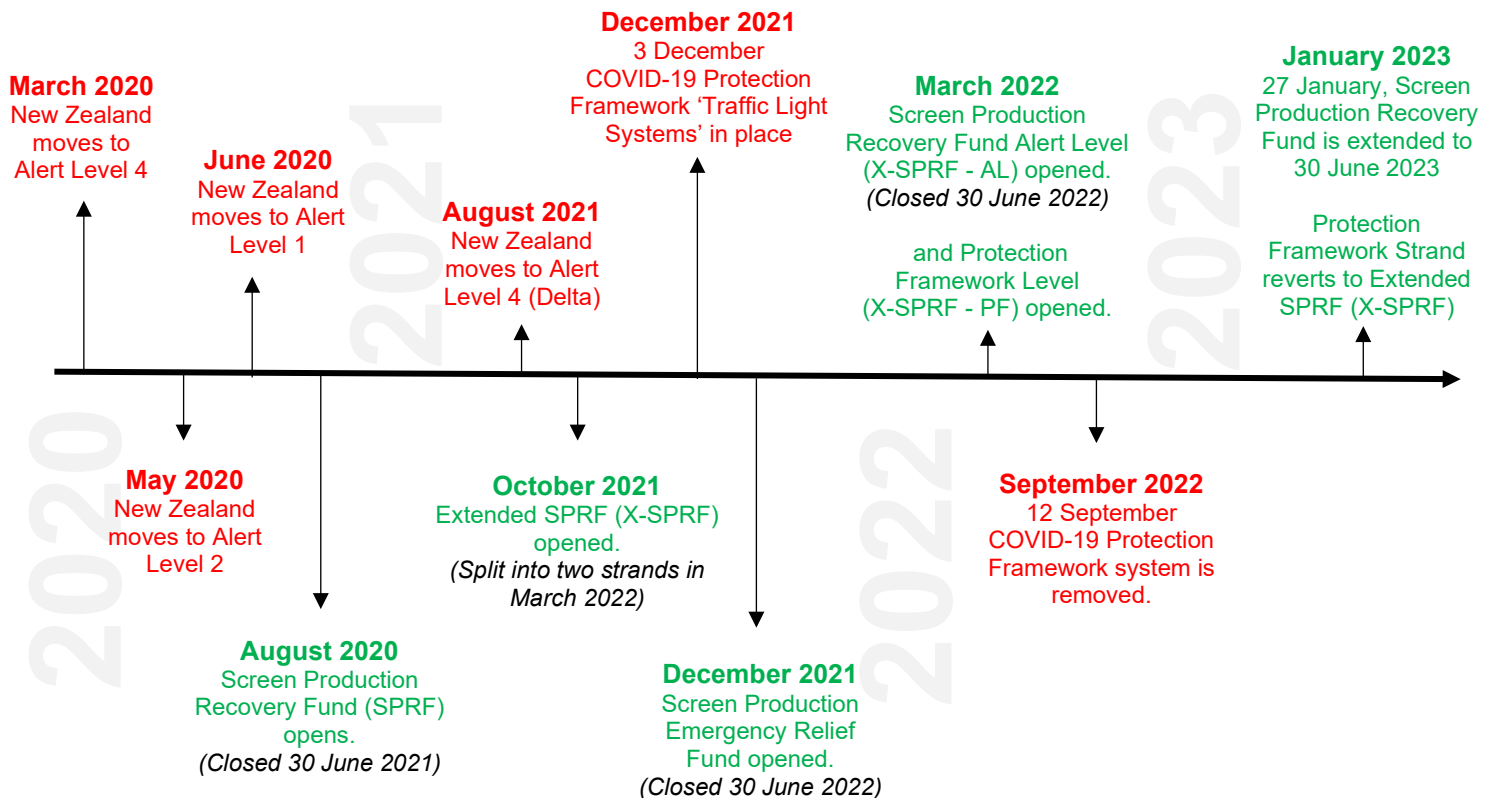 March 2020
New Zealand
moves to
Alert Level 4
June 2020
New Zealand
moves to Alert
Level 1
2021
August 2021
New Zealand
moves to Alert
Level 4 (Delta)
December 2021
3 December
COVID-19 Protection
Framework ‘Traffic Light
Systems’ in place
March 2022
Screen Production
Recovery Fund Alert Level
(X-SPRF - AL) opened.
(Closed 30 June 2022)
and Protection
Framework Level
(X-SPRF - PF) opened.
2023
January 2023
27 January, Screen
Production Recovery
Fund is extended to
30 June 2023
Protection
Framework Strand
reverts to Extended
SPRF (X-SPRF)
2020
May 2020
New Zealand
moves to Alert
Level 2
August 2020
Screen Production
Recovery Fund (SPRF)
opens.
(Closed 30 June 2021)
October 2021
Extended SPRF (X-SPRF)
opened.
(Split into two strands in
March 2022)
December 2021
Screen Production
Emergency Relief
Fund opened.
(Closed 30 June 2022)
2022
September 2022
12 September
COVID-19 Protection
Framework system is
removed.